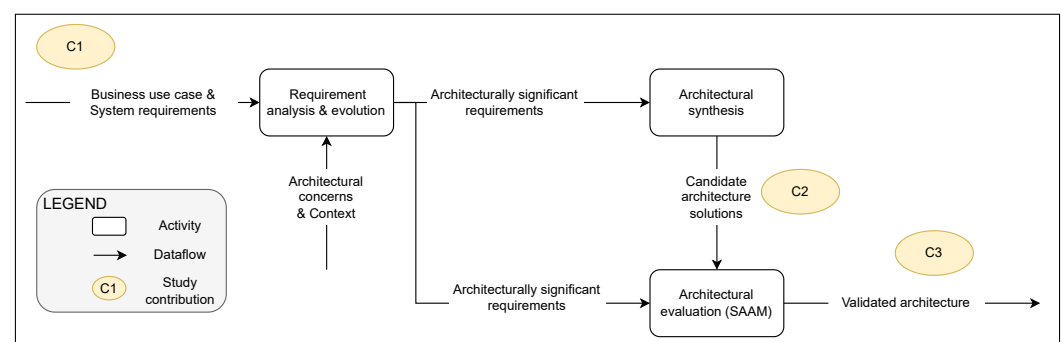 C1
Business use case &
System requirements
Requirement
analysis & evolution
Architecturally significant
requirements
Architectural
synthesis
Architectural
concerns
& Context
Candidate
architecture
solutions
C2
LEGEND
Activity
Dataflow
C1
Study
contribution
C3
Architecturally significant
requirements
Architectural
evaluation (SAAM)
Validated architecture